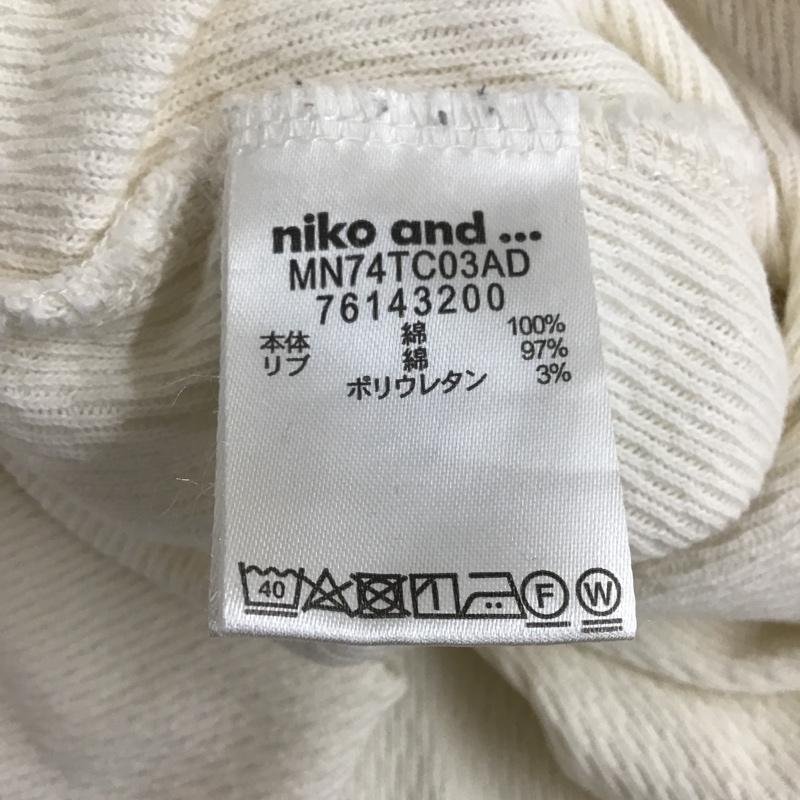 niko and ...
MN74TC03AD
76143200
本体 綿 100%
リブ 綿 97%
ポリウレタン 3%
40 F W